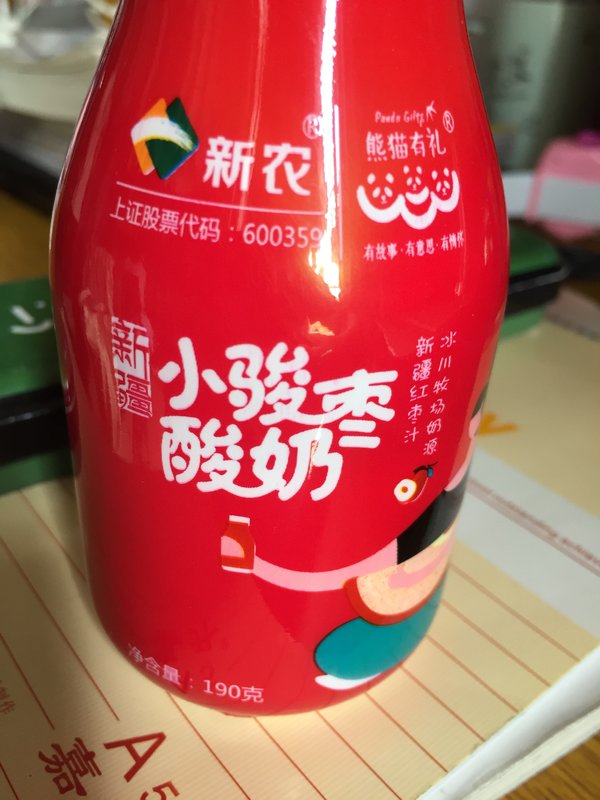 新农®
上证股票代码：600359
Panda Gifts
熊猫有礼®
有故事·有意思·有情怀
新疆
小骏枣
酸奶
冰川牧场奶源
新疆红枣汁
净含量：190克
A5
嘉